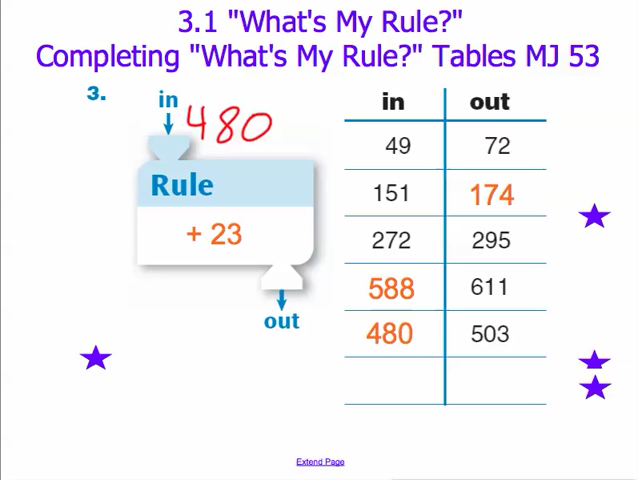 3.1 "What's My Rule?"
Completing "What's My Rule?" Tables MJ 53
3.
in
480
Rule
+ 23
out
in out
49 72
151 174
272 295
588 611
480 503
Extend Page